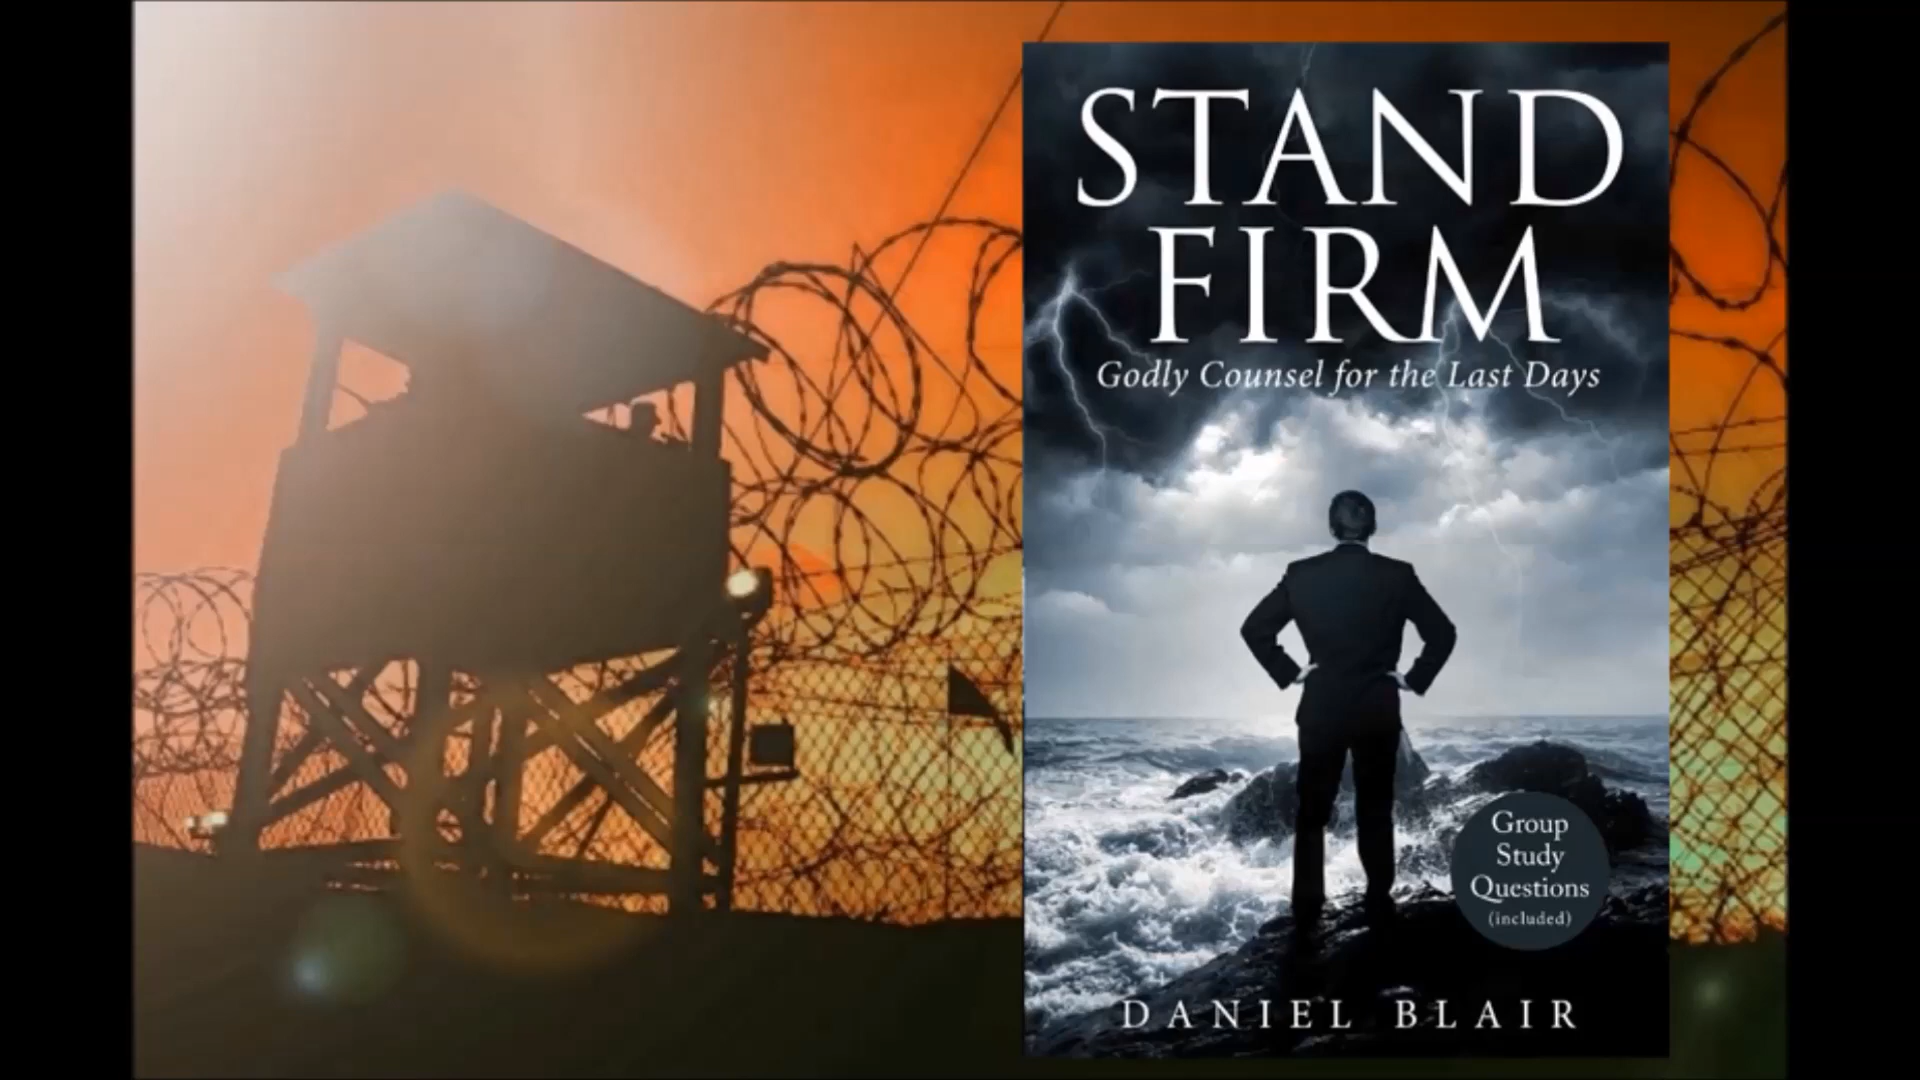 STAND
FIRM
Godly Counsel for the Last Days
Group
Study
Questions
(included)
DANIEL BLAIR